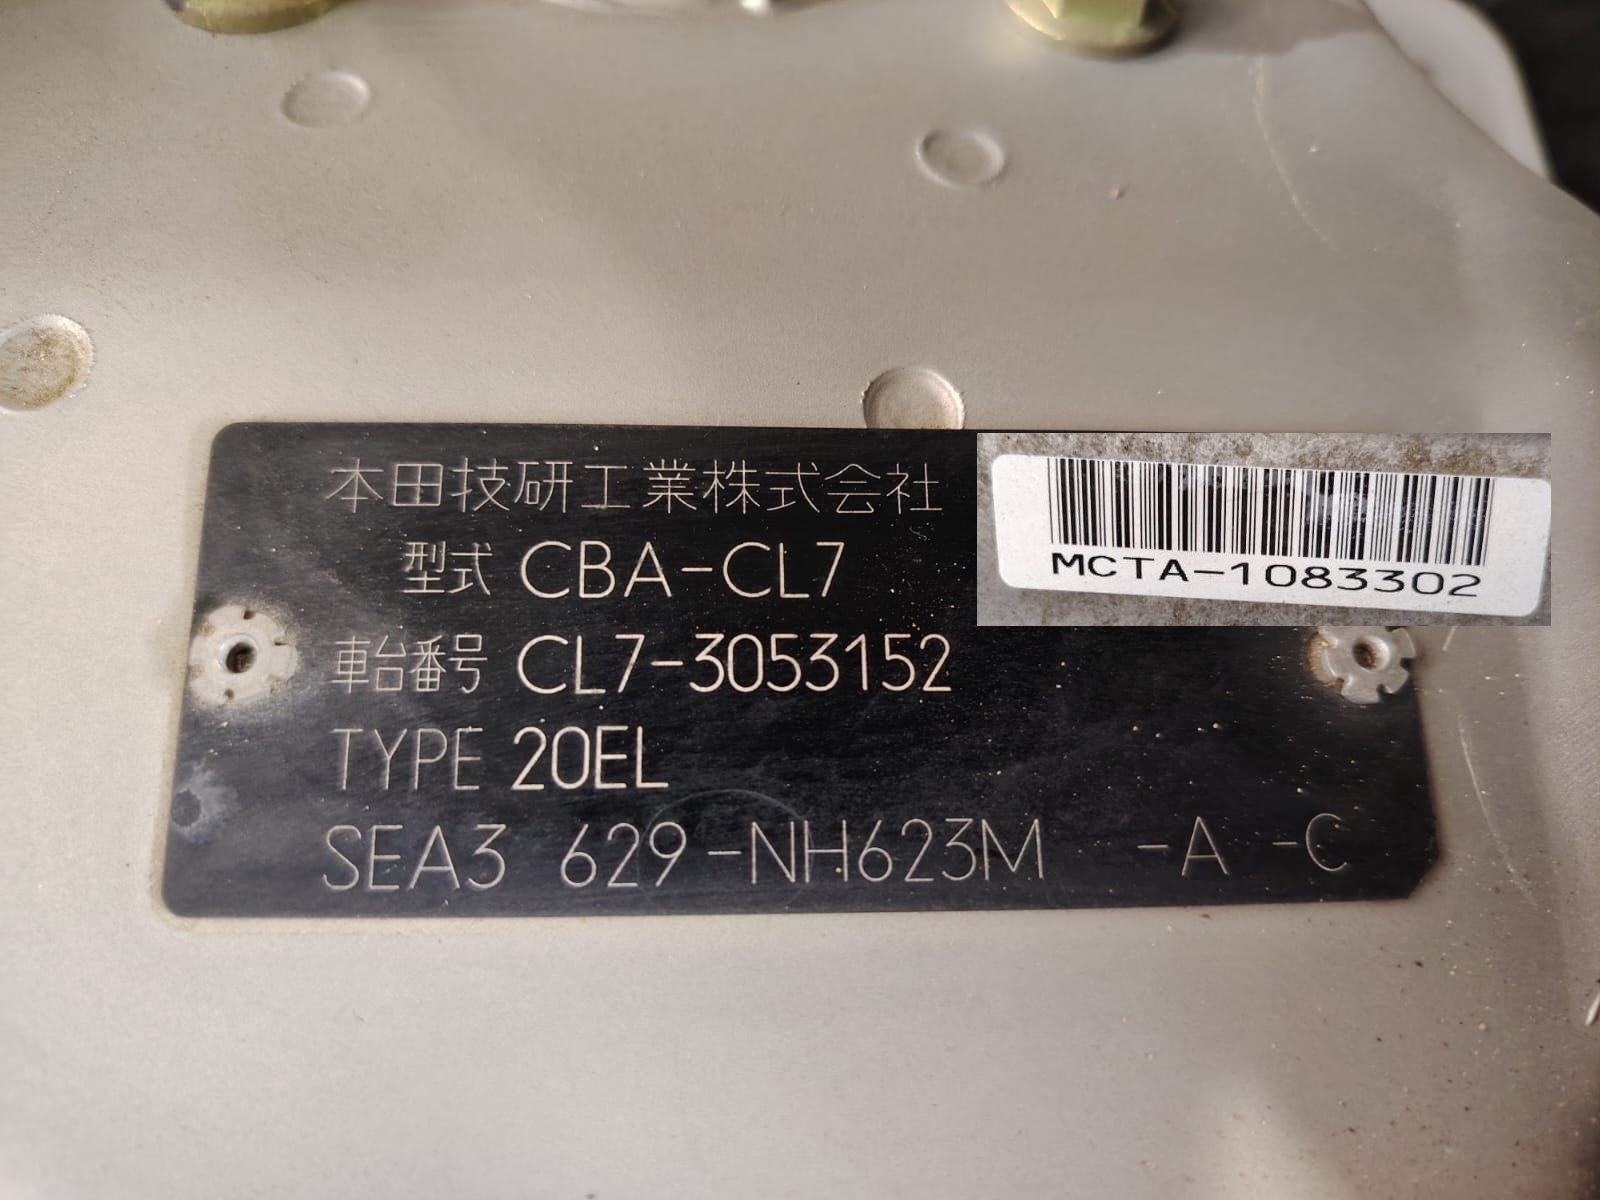 本田技研工業株式会社
MCTA-1083302
型式 CBA-CL7
車台番号 CL7-3053152
TYPE 20EL
SEA3 629-NH623M -A -C